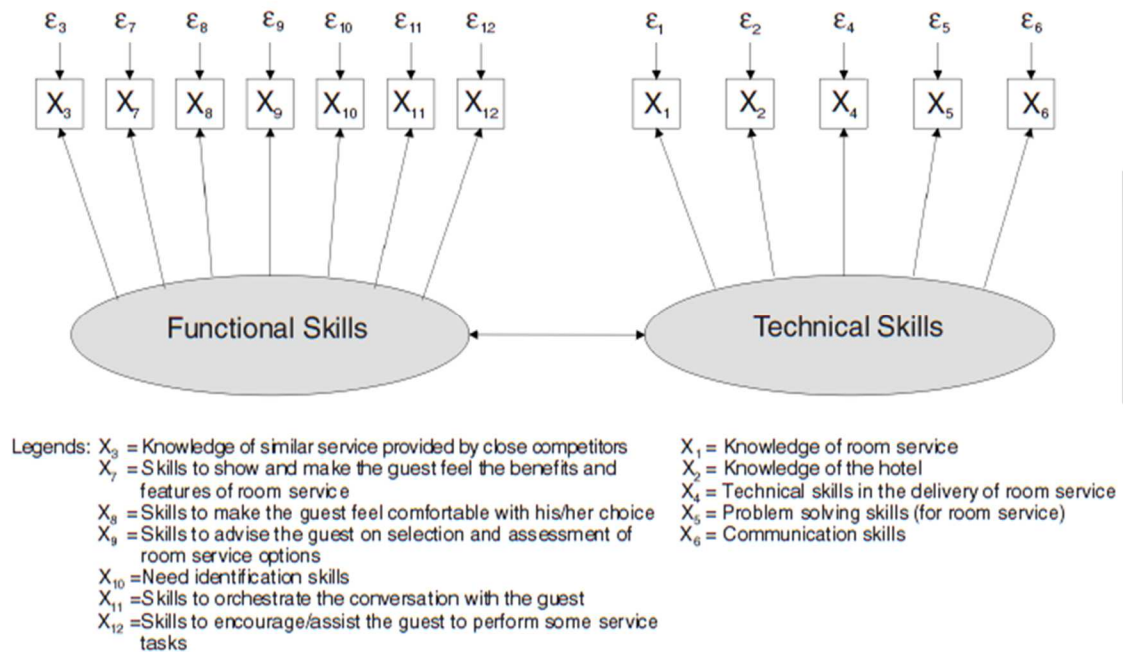 ε₃ ε₇ ε₈ ε₉ ε₁₀ ε₁₁ ε₁₂ ε₁ ε₂ ε₄ ε₅ ε₆
X₃ X₇ X₈ X₉ X₁₀ X₁₁ X₁₂ X₁ X₂ X₄ X₅ X₆
Functional Skills
Technical Skills
Legends: X₃ = Knowledge of similar service provided by close competitors
X₇ = Skills to show and make the guest feel the benefits and
features of room service
X₈ = Skills to make the guest feel comfortable with his/her choice
X₉ = Skills to advise the guest on selection and assessment of
room service options
X₁₀ = Need identification skills
X₁₁ = Skills to orchestrate the conversation with the guest
X₁₂ = Skills to encourage/assist the guest to perform some service
tasks
X₁ = Knowledge of room service
X₂ = Knowledge of the hotel
X₄ = Technical skills in the delivery of room service
X₅ = Problem solving skills (for room service)
X₆ = Communication skills